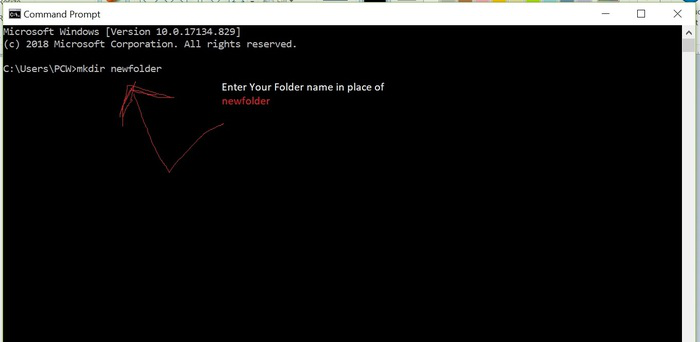 Command Prompt
Microsoft Windows [Version 10.0.17134.829]
(c) 2018 Microsoft Corporation. All rights reserved.
C:\Users\PCW>mkdir newfolder
Enter Your Folder name in place of
newfolder